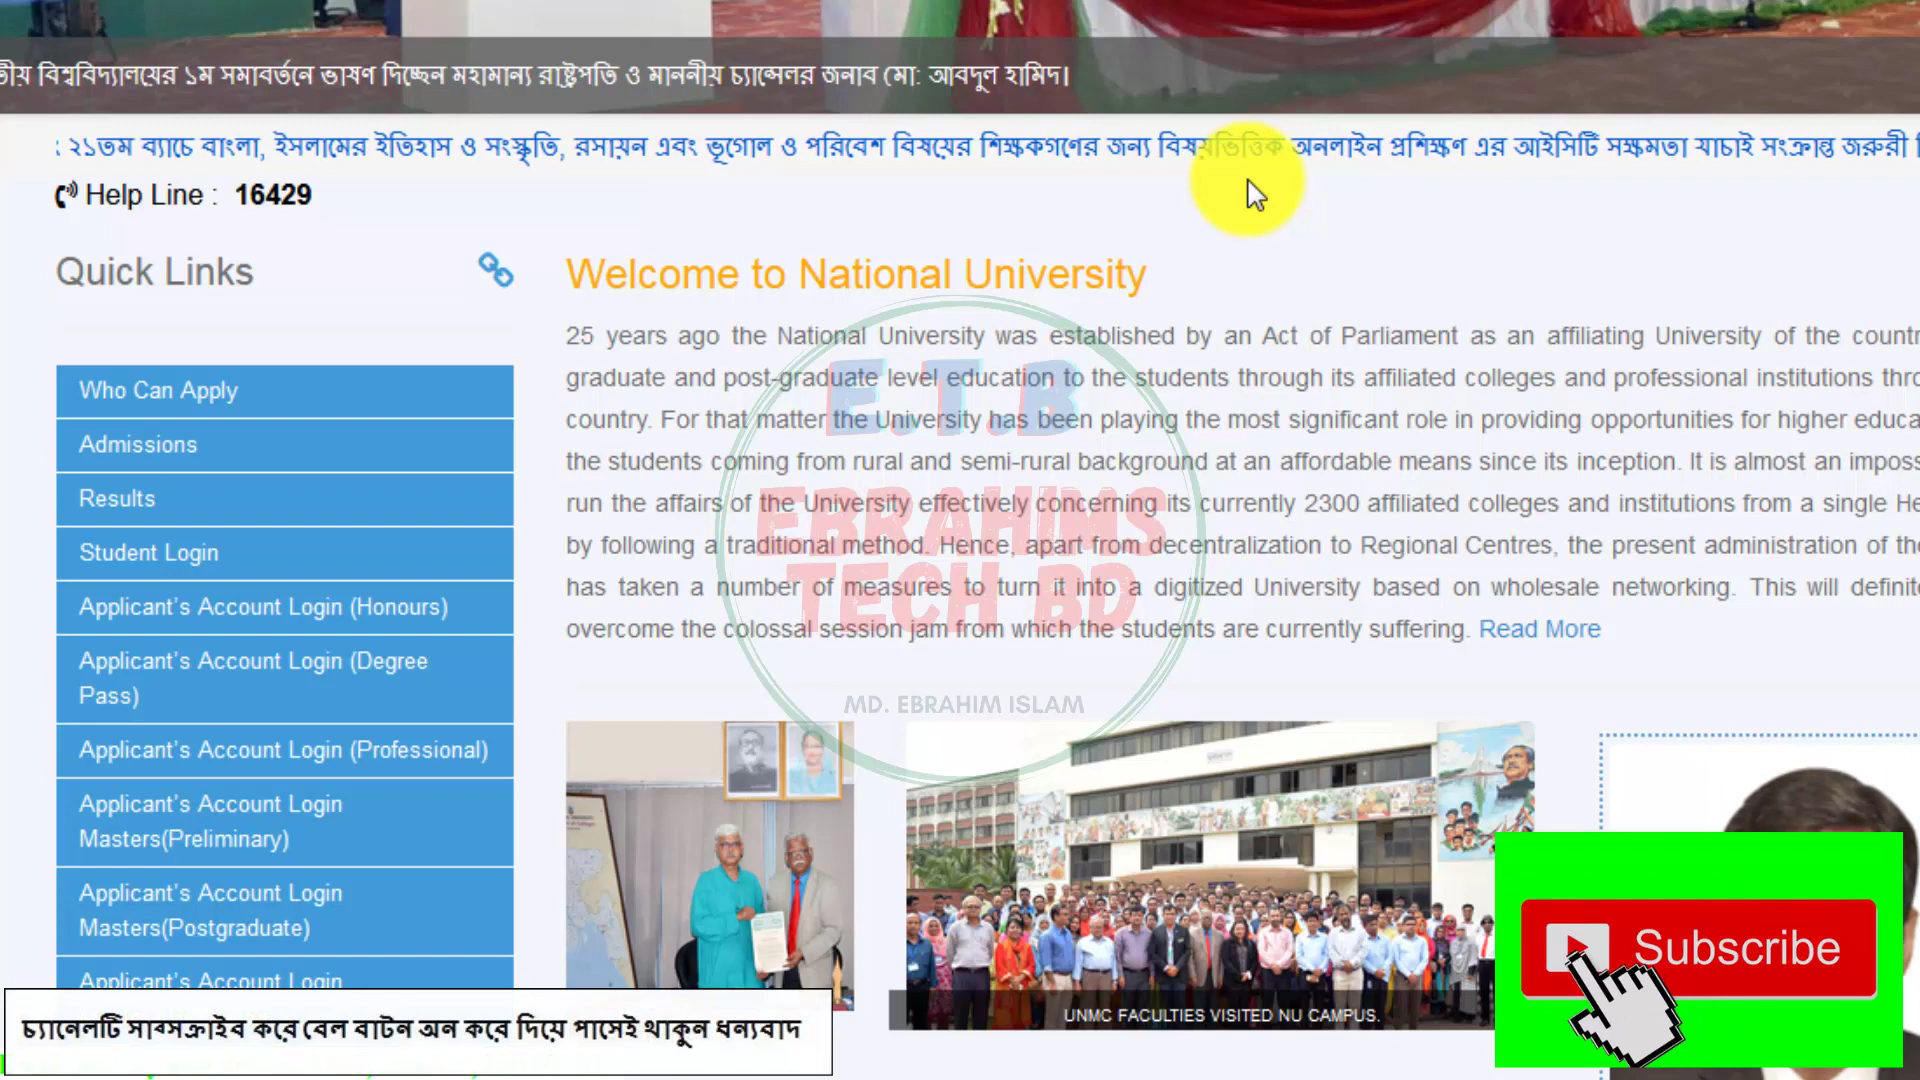 তীয় বিশ্ববিদ্যালয়ের ১ম সমাবর্তনে ভাষণ দিচ্ছেন মহামান্য রাষ্ট্রপতি ও মাননীয় চ্যান্সেলর জনাব মো: আবদুল হামিদ।
: ২১তম ব্যাচে বাংলা, ইসলামের ইতিহাস ও সংস্কৃতি, রসায়ন এবং ভূগোল ও পরিবেশ বিষয়ের শিক্ষকগণের জন্য বিষয়ভিত্তিক অনলাইন প্রশিক্ষণ এর আইসিটি সক্ষমতা যাচাই সংক্রান্ত জরুরী
Help Line : 16429
Quick Links
Who Can Apply
Admissions
Results
Student Login
Applicant's Account Login (Honours)
Applicant's Account Login (Degree
Pass)
Applicant's Account Login (Professional)
Applicant's Account Login
Masters(Preliminary)
Applicant's Account Login
Masters(Postgraduate)
Applicant's Account Login
Welcome to National University
25 years ago the National University was established by an Act of Parliament as an affiliating University of the countr
graduate and post-graduate level education to the students through its affiliated colleges and professional institutions thr
country. For that matter the University has been playing the most significant role in providing opportunities for higher educa
the students coming from rural and semi-rural background at an affordable means since its inception. It is almost an imposs
run the affairs of the University effectively concerning its currently 2300 affiliated colleges and institutions from a single He
by following a traditional method. Hence, apart from decentralization to Regional Centres, the present administration of the
has taken a number of measures to turn it into a digitized University based on wholesale networking. This will definite
overcome the colossal session jam from which the students are currently suffering. Read More
E.T.B
EBRAHIMS
TECH BD
MD. EBRAHIM ISLAM
UNMC FACULTIES VISITED NU CAMPUS.
Subscribe
চ্যানেলটি সাবসক্রাইব করে বেল বাটন অন করে দিয়ে পাসেই থাকুন ধন্যবাদ